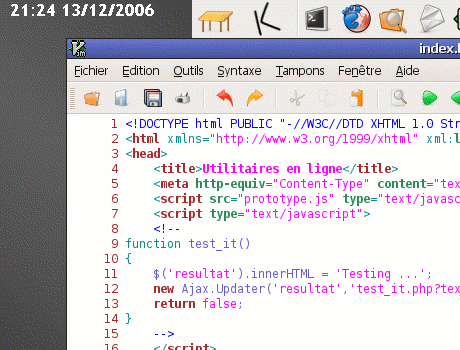 21:24 13/12/2006
index.
Fichier Edition Outils Syntaxe Tampons Fenêtre Aide
1 <!DOCTYPE html PUBLIC "-//W3C//DTD XHTML 1.0 Str
2 <html xmlns="http://www.w3.org/1999/xhtml" xml:l
3 <head>
4 <title>Utilitaires en ligne</title>
5 <meta http-equiv="Content-Type" content="tex
6 <script src="prototype.js" type="text/javasc
7 <script type="text/javascript">
8 <!--
9 function test_it()
10 {
11 $('resultat').innerHTML = 'Testing ...';
12 new Ajax.Updater('resultat','test_it.php?tex
13 return false;
14 }
15 -->
16 </script>